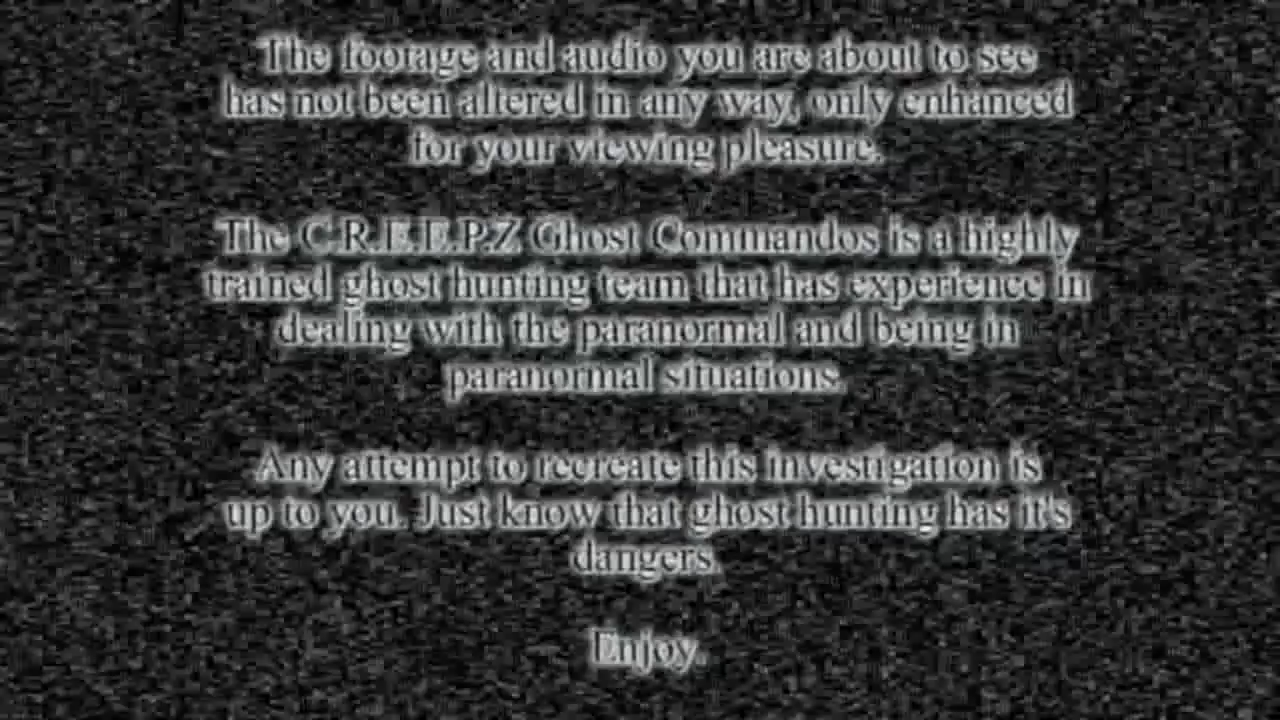 The footage and audio you are about to see
has not been altered in any way, only enhanced
for your viewing pleasure.
The C.R.E.E.P.Z Ghost Commandos is a highly
trained ghost hunting team that has experience in
dealing with the paranormal and being in
paranormal situations.
Any attempt to recreate this investigation is
up to you. Just know that ghost hunting has it's
dangers.
Enjoy.